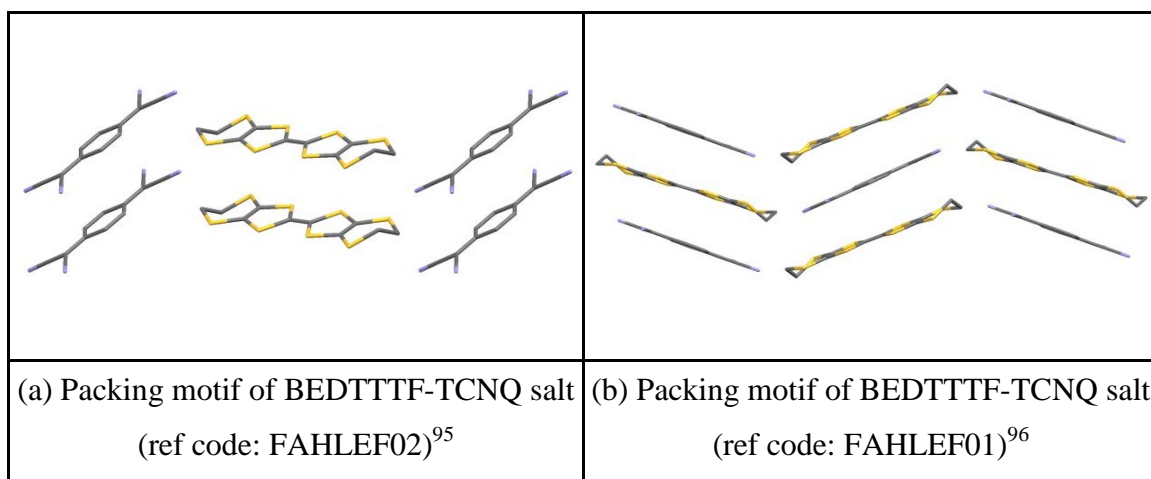 (a) Packing motif of BEDTTTF-TCNQ salt
(ref code: FAHLEF02)95
(b) Packing motif of BEDTTTF-TCNQ salt
(ref code: FAHLEF01)96